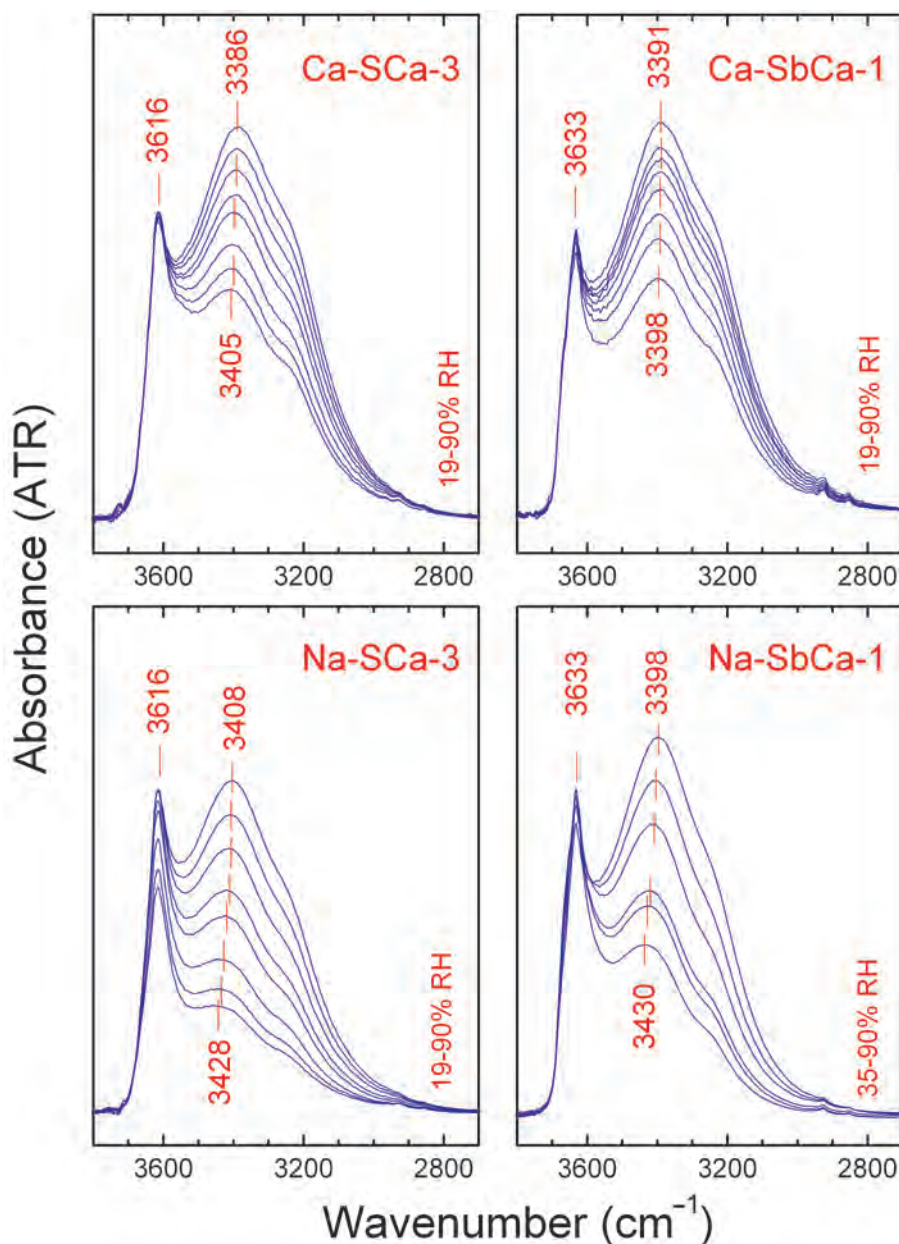 Absorbance (ATR)
Ca-SCa-3
3616
3386
3405
19-90% RH
3600
3200
2800
Ca-SbCa-1
3633
3391
3398
19-90% RH
3600
3200
2800
Na-SCa-3
3616
3408
3428
19-90% RH
3600
3200
2800
Na-SbCa-1
3633
3398
3430
35-90% RH
3600
3200
2800
Wavenumber (cm⁻¹)